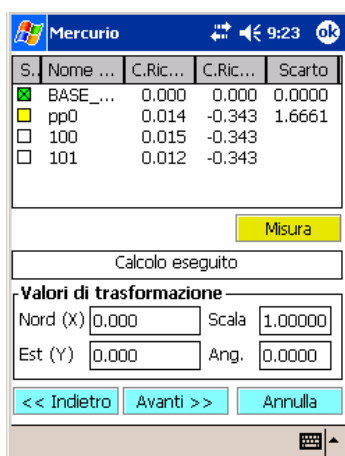 Mercurio 9:23 ok
S. Nome ... C.Ric... C.Ric... Scarto
BASE_... 0.000 0.000 0.0000
pp0 0.014 -0.343 1.6661
100 0.015 -0.343
101 0.012 -0.343
Misura
Calcolo eseguito
Valori di trasformazione
Nord (X) 0.000 Scala 1.00000
Est (Y) 0.000 Ang. 0.0000
<< Indietro Avanti >> Annulla